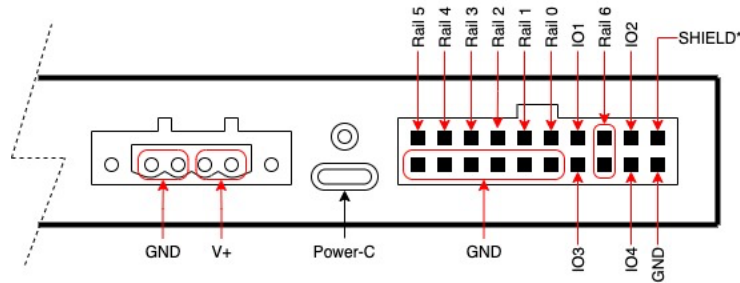 Rail 5
Rail 4
Rail 3
Rail 2
Rail 1
Rail 0
IO1
Rail 6
IO2
SHIELD*
GND
V+
Power-C
GND
IO3
IO4
GND